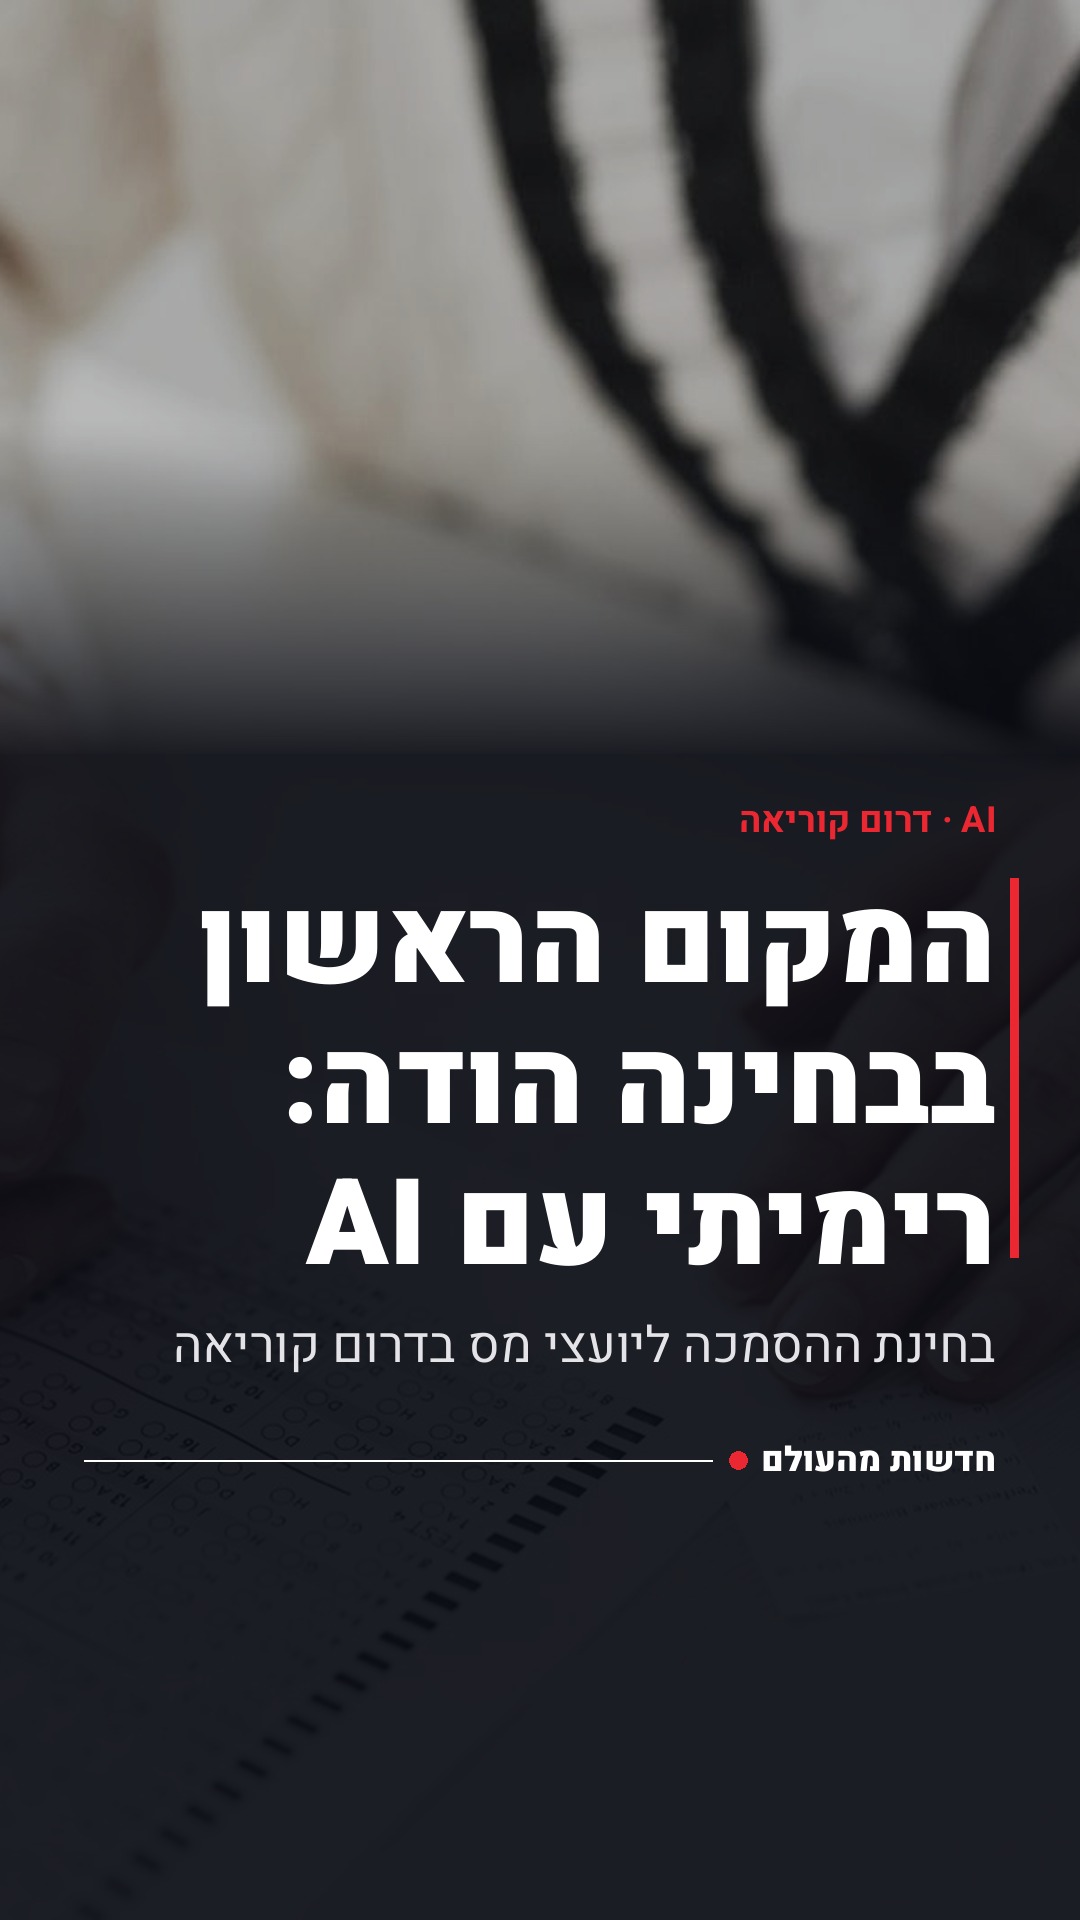 AI · דרום קוריאה
המקום הראשון
בבחינה הודה:
רימיתי עם AI
בחינת ההסמכה ליועצי מס בדרום קוריאה
חדשות מהעולם